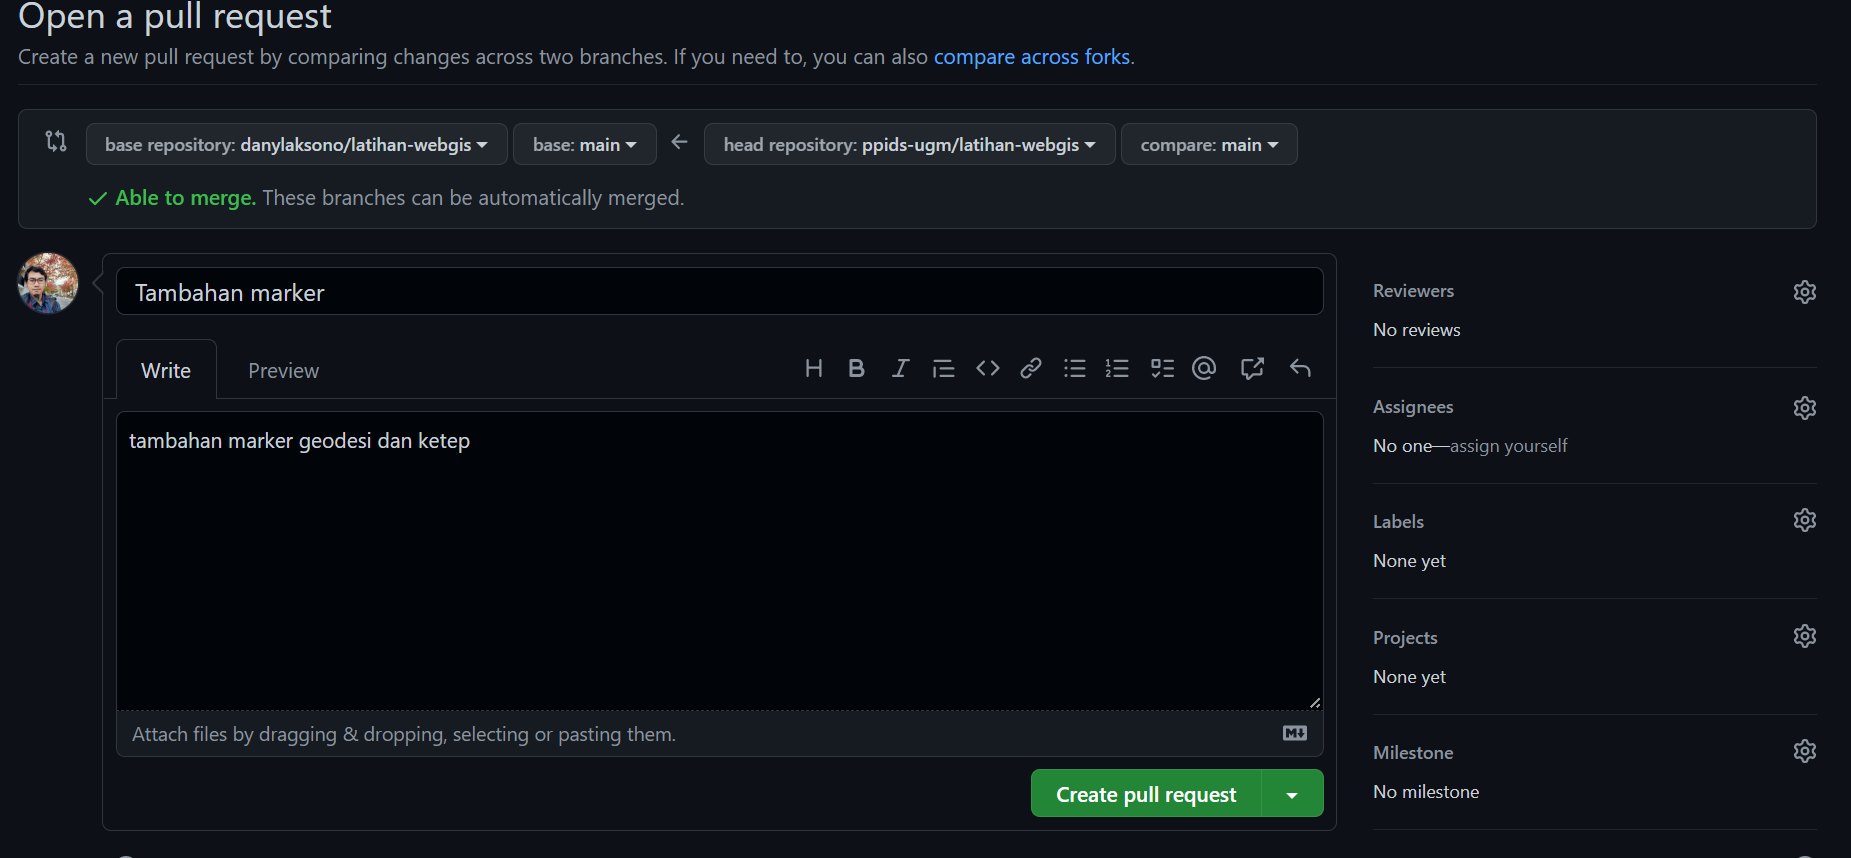 Open a pull request
Create a new pull request by comparing changes across two branches. If you need to, you can also compare across forks.
base repository: danylaksono/latihan-webgis base: main head repository: ppids-ugm/latihan-webgis compare: main
Able to merge. These branches can be automatically merged.
Tambahan marker
Write Preview
tambahan marker geodesi dan ketep
Attach files by dragging & dropping, selecting or pasting them.
Create pull request
Reviewers
No reviews
Assignees
No one—assign yourself
Labels
None yet
Projects
None yet
Milestone
No milestone